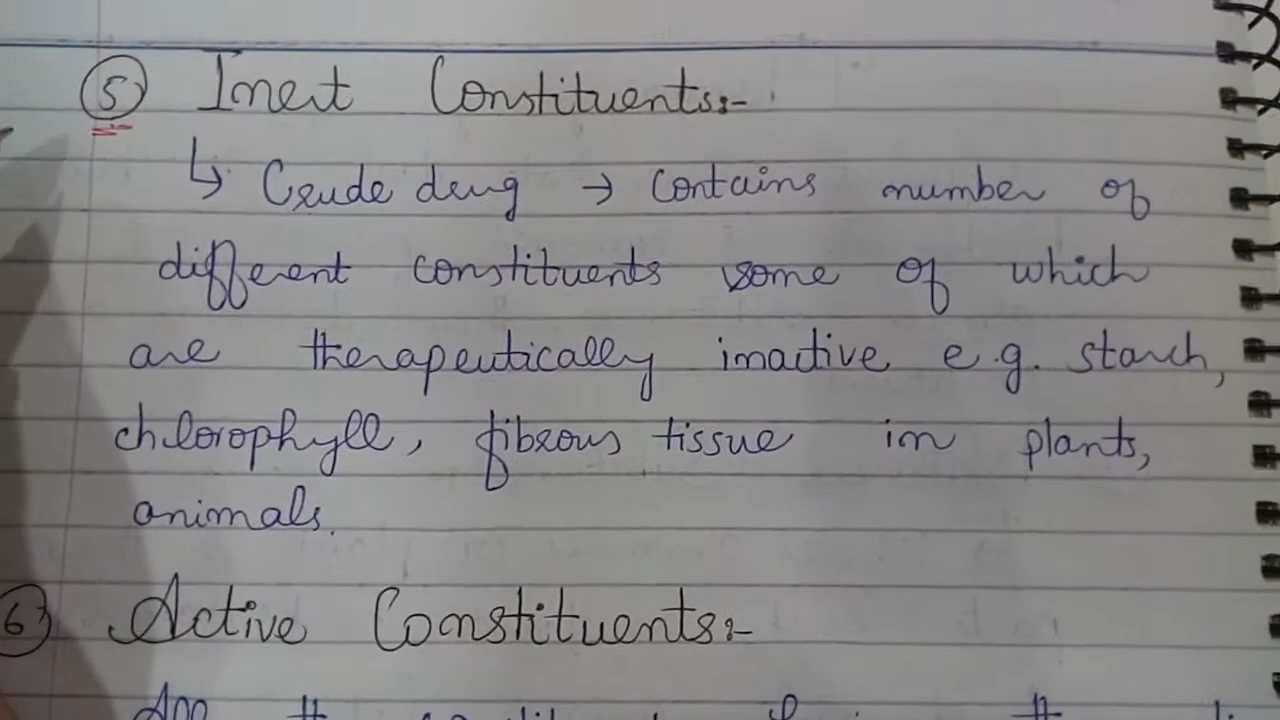 5 Inert Constituents:-
↳ Crude drug → contains number of
different constituents some of which
are therapeutically inactive e.g. starch,
chlorophyll, fibrous tissue in plants,
animals.
6 Active Constituents:-